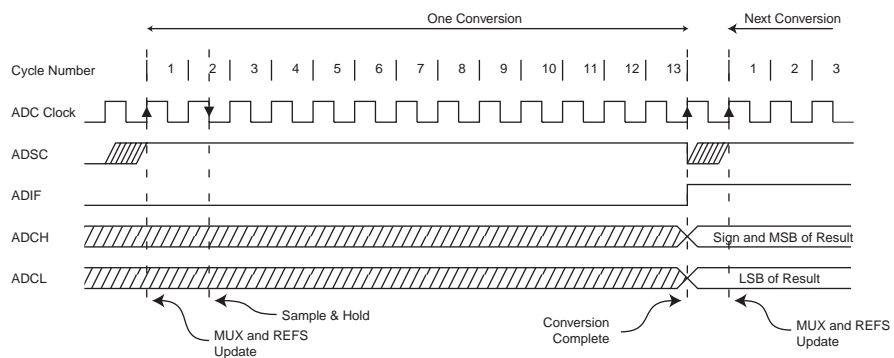 One Conversion
Next Conversion
Cycle Number 1 2 3 4 5 6 7 8 9 10 11 12 13 1 2 3
ADC Clock
ADSC
ADIF
ADCH
Sign and MSB of Result
ADCL
LSB of Result
MUX and REFS
Update
Sample & Hold
Conversion
Complete
MUX and REFS
Update